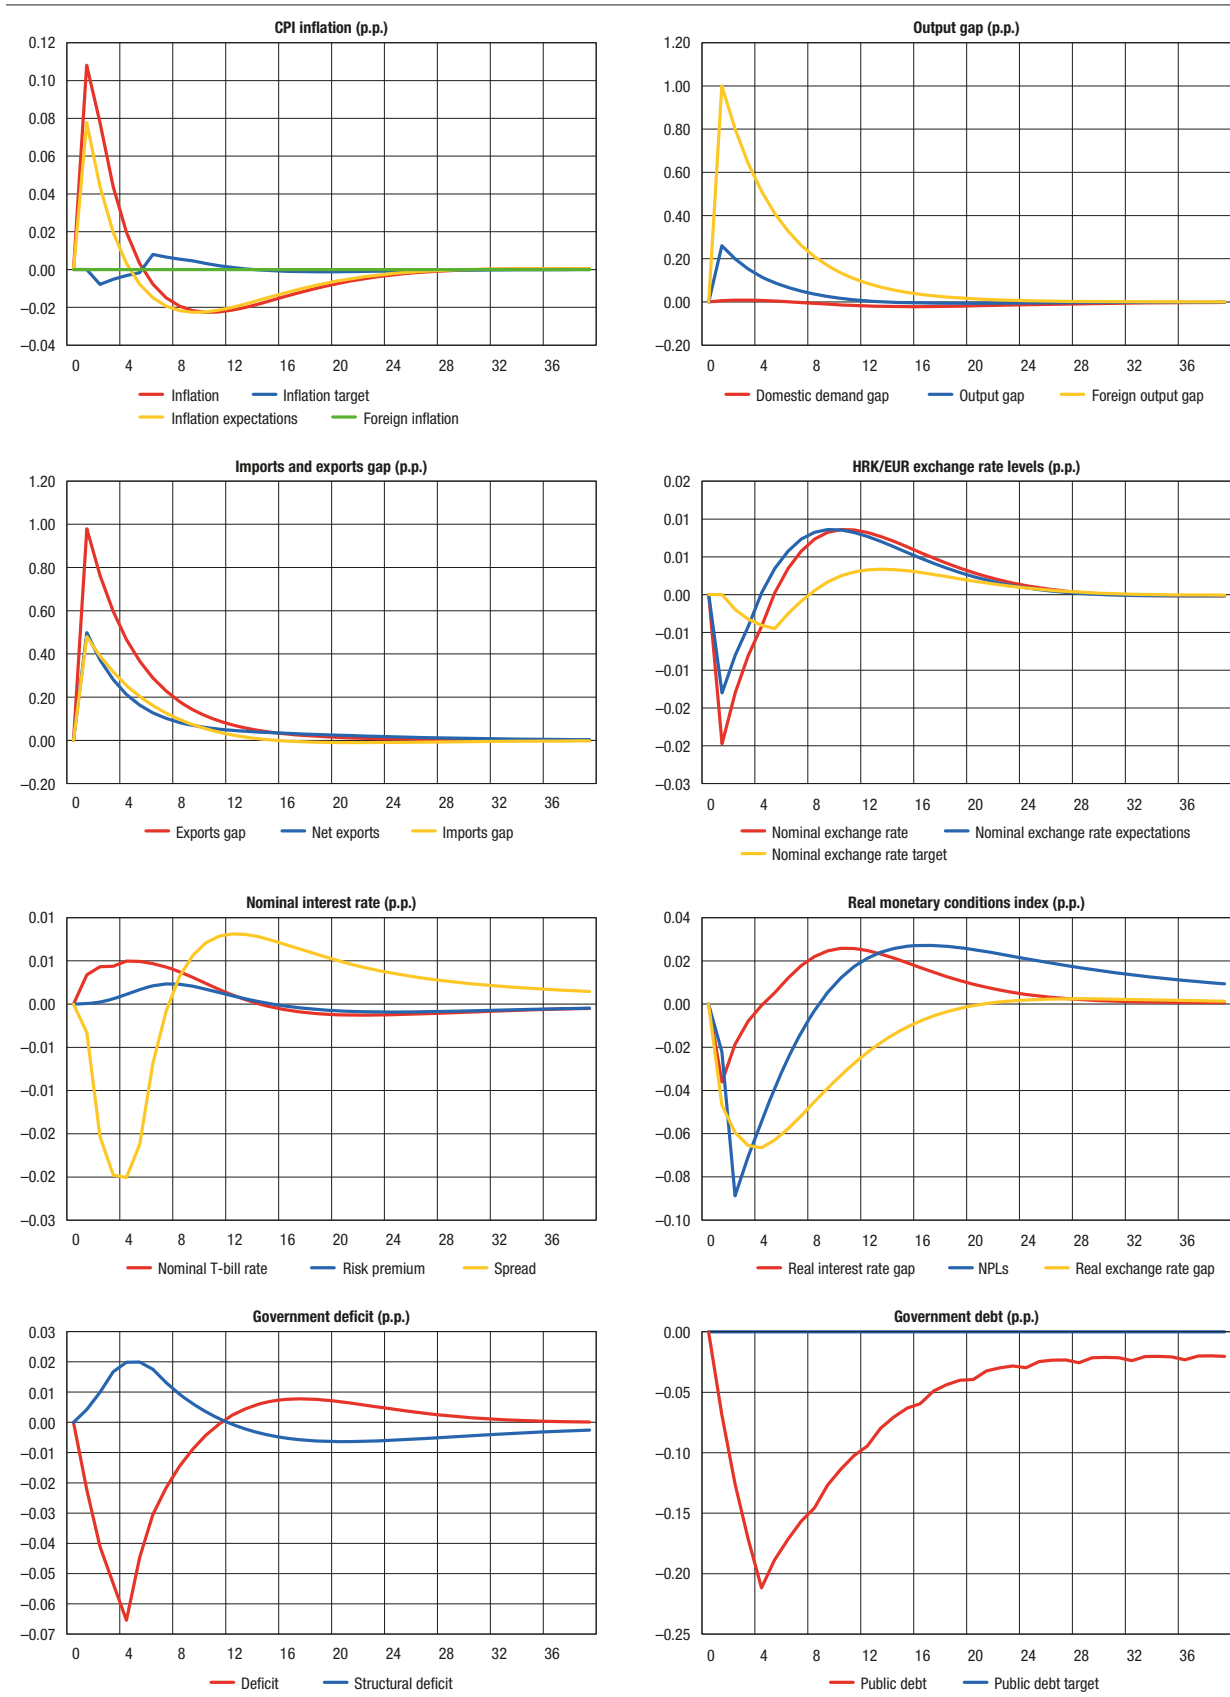 CPI inflation (p.p.)
0.12
0.10
0.08
0.06
0.04
0.02
0.00
–0.02
–0.04
0 4 8 12 16 20 24 28 32 36
Inflation Inflation target
Inflation expectations Foreign inflation
Output gap (p.p.)
1.20
1.00
0.80
0.60
0.40
0.20
0.00
–0.20
0 4 8 12 16 20 24 28 32 36
Domestic demand gap Output gap Foreign output gap
Imports and exports gap (p.p.)
1.20
1.00
0.80
0.60
0.40
0.20
0.00
–0.20
0 4 8 12 16 20 24 28 32 36
Exports gap Net exports Imports gap
HRK/EUR exchange rate levels (p.p.)
0.02
0.01
0.01
0.00
–0.01
–0.01
–0.02
–0.02
–0.03
0 4 8 12 16 20 24 28 32 36
Nominal exchange rate Nominal exchange rate expectations
Nominal exchange rate target
Nominal interest rate (p.p.)
0.01
0.01
0.00
–0.01
–0.01
–0.02
–0.02
–0.03
0 4 8 12 16 20 24 28 32 36
Nominal T-bill rate Risk premium Spread
Real monetary conditions index (p.p.)
0.04
0.02
0.00
–0.02
–0.04
–0.06
–0.08
–0.10
0 4 8 12 16 20 24 28 32 36
Real interest rate gap NPLs Real exchange rate gap
Government deficit (p.p.)
0.03
0.02
0.010
0.00
–0.01
–0.02
–0.03
–0.04
–0.05
–0.06
–0.07
0 4 8 12 16 20 24 28 32 36
Deficit Structural deficit
Government debt (p.p.)
0.00
–0.05
–0.10
–0.15
–0.20
–0.25
0 4 8 12 16 20 24 28 32 36
Public debt Public debt target